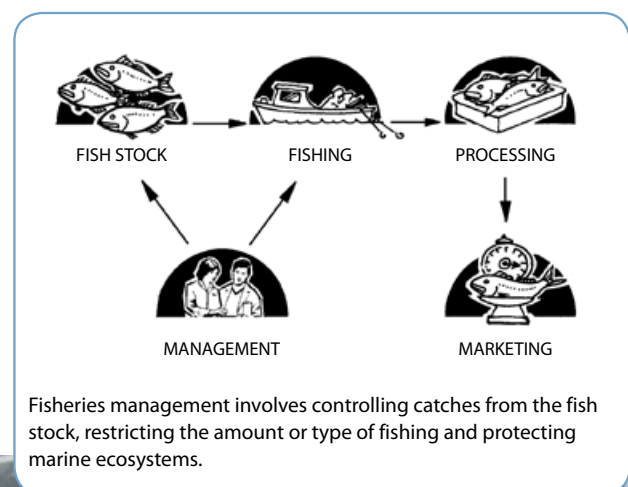 FISH STOCK
FISHING
PROCESSING
MANAGEMENT
MARKETING
Fisheries management involves controlling catches from the fish
stock, restricting the amount or type of fishing and protecting
marine ecosystems.